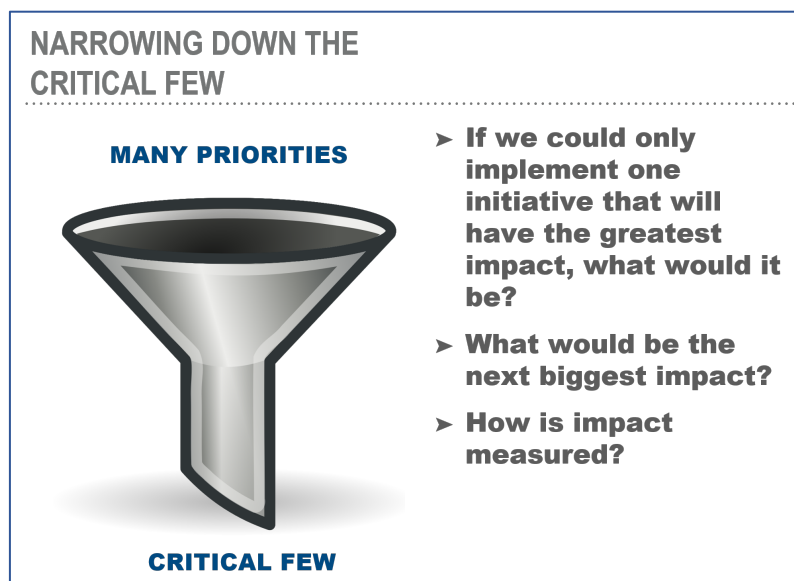 NARROWING DOWN THE
CRITICAL FEW
MANY PRIORITIES
➤ If we could only
implement one
initiative that will
have the greatest
impact, what would it
be?
➤ What would be the
next biggest impact?
➤ How is impact
measured?
CRITICAL FEW